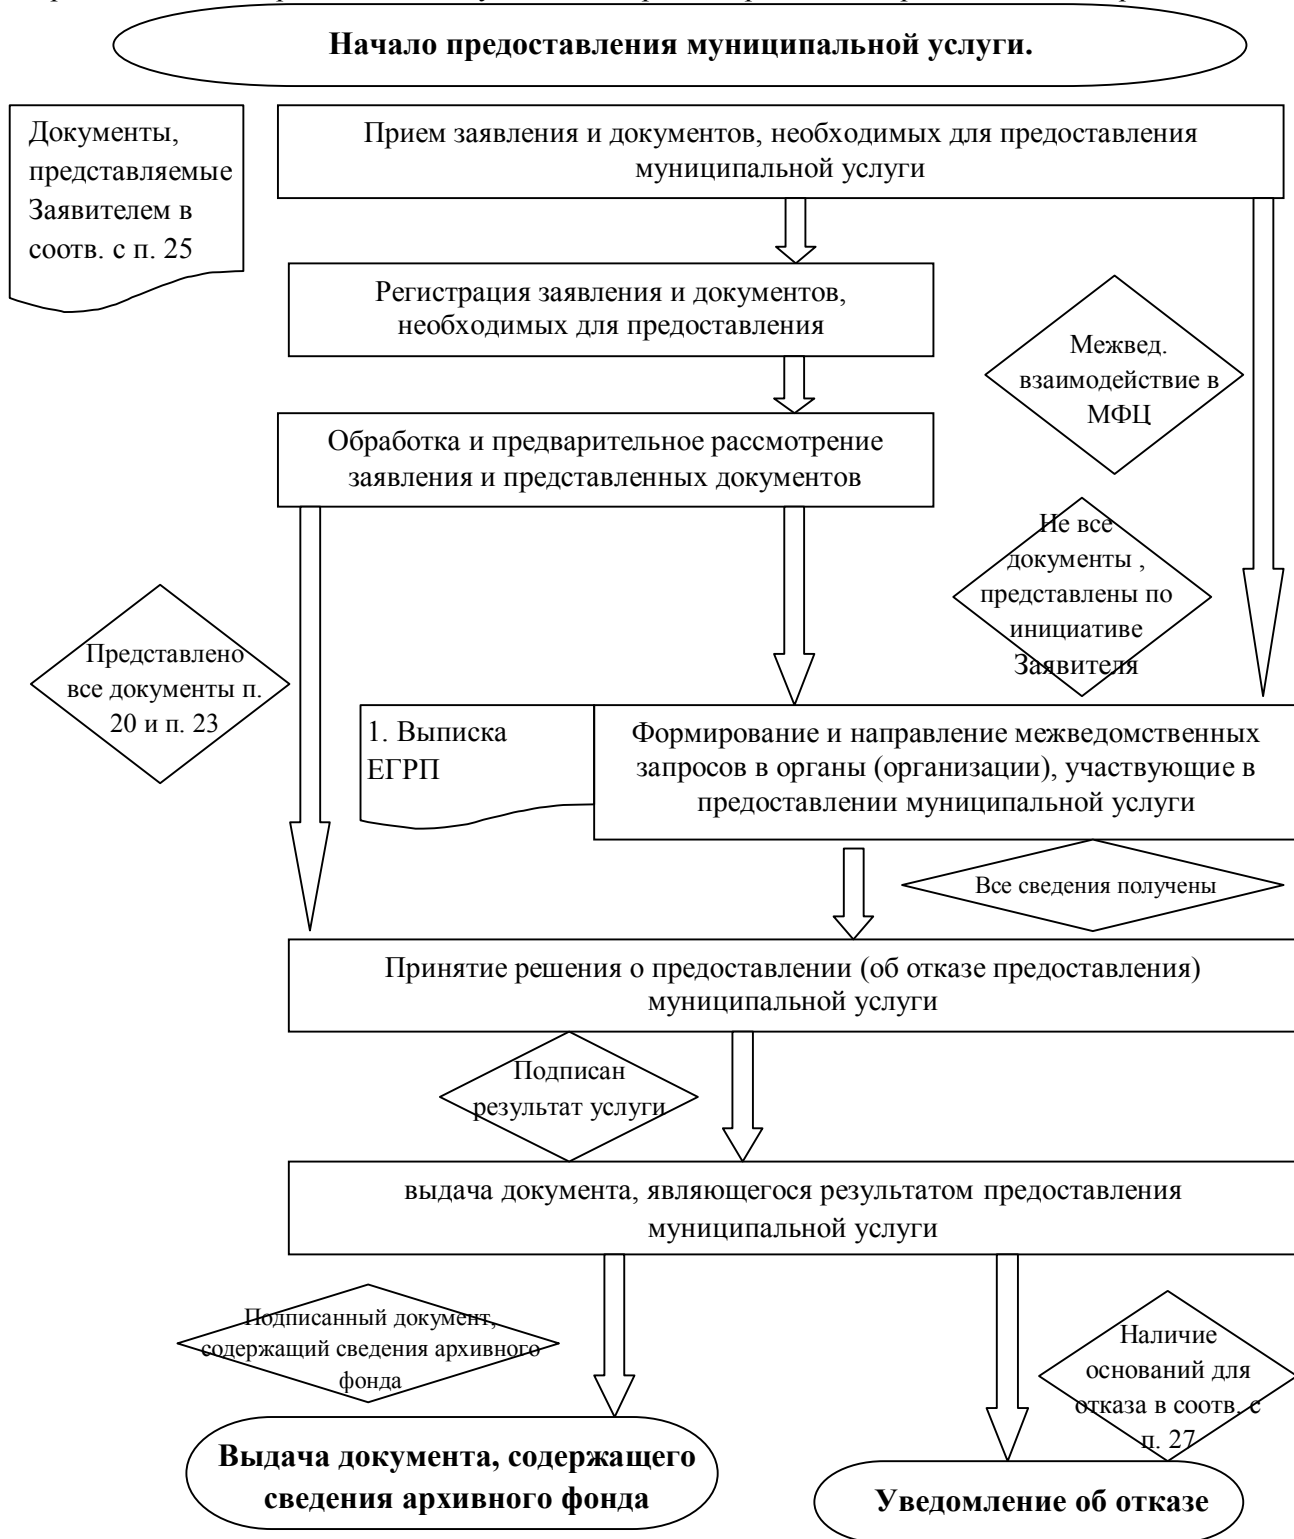 Начало предоставления муниципальной услуги.
Документы,
представляемые
Заявителем в
соотв. с п. 25
Прием заявления и документов, необходимых для предоставления
муниципальной услуги
Регистрация заявления и документов,
необходимых для предоставления
Межвед.
взаимодействие в
МФЦ
Обработка и предварительное рассмотрение
заявления и представленных документов
Не все
документы ,
представлены по
инициативе
Заявителя
Представлено
все документы п.
20 и п. 23
1. Выписка
ЕГРП
Формирование и направление межведомственных
запросов в органы (организации), участвующие в
предоставлении муниципальной услуги
Все сведения получены
Принятие решения о предоставлении (об отказе предоставления)
муниципальной услуги
Подписан
результат услуги
выдача документа, являющегося результатом предоставления
муниципальной услуги
Подписанный документ,
содержащий сведения архивного
фонда
Наличие
оснований для
отказа в соотв. с
п. 27
Выдача документа, содержащего
сведения архивного фонда
Уведомление об отказе